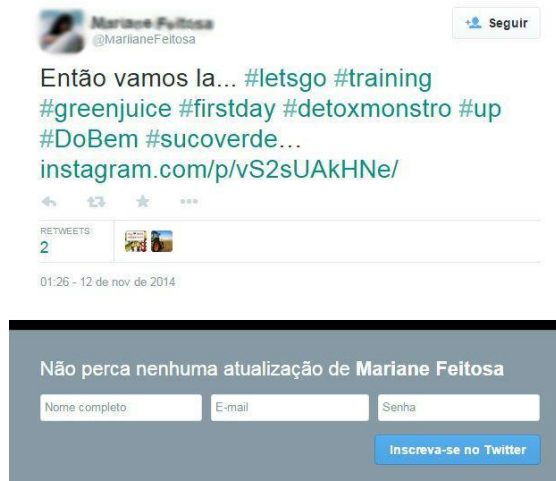 Mariane Feitosa
Seguir
@MariianeFeitosa
Então vamos la... #letsgo #training
#greenjuice #firstday #detoxmonstro #up
#DoBem #sucoverde...
instagram.com/p/vS2sUAkHNe/
RETWEETS
2
01:26 - 12 de nov de 2014
Não perca nenhuma atualização de Mariane Feitosa
Nome completo
E-mail
Senha
Inscreva-se no Twitter